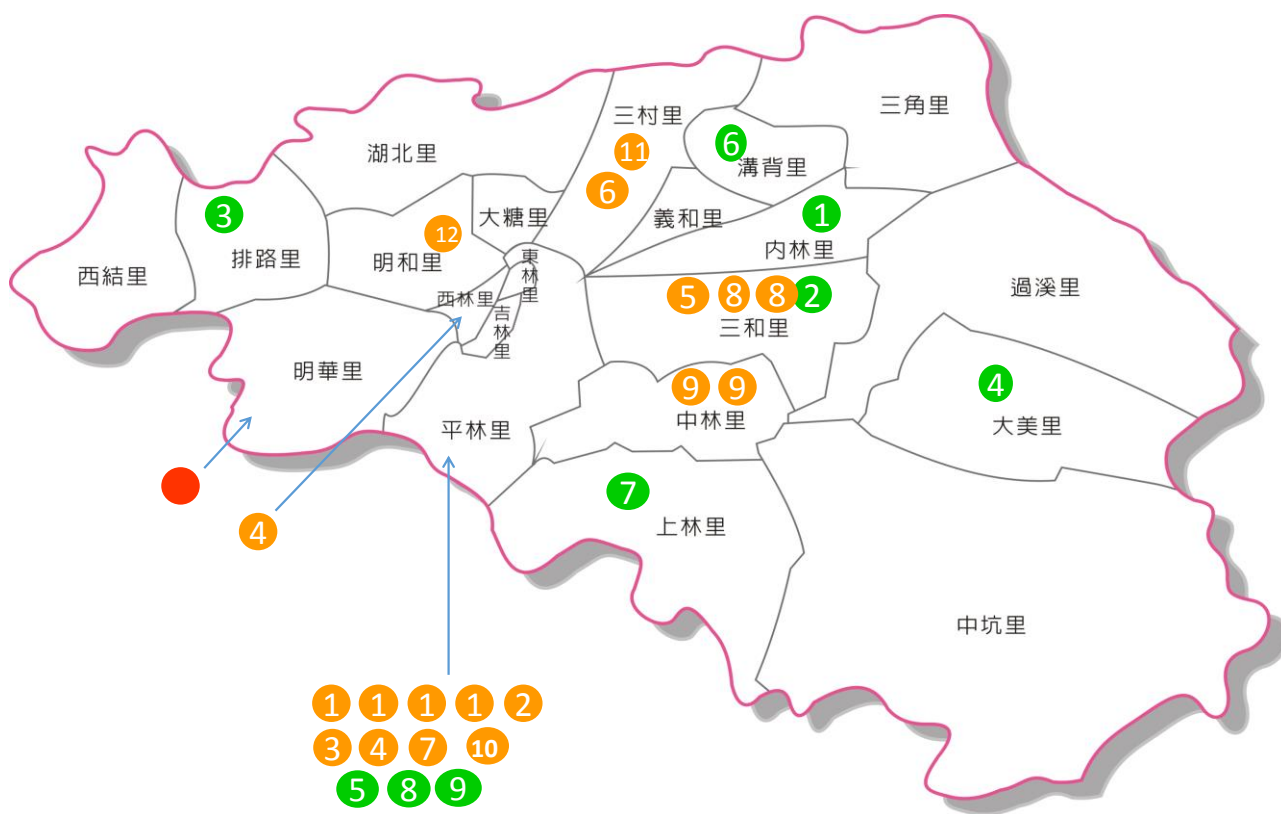 三村里
三角里
11
6
湖北里
溝背里
6
3
大糖里
義和里
1
12
排路里
明和里
東林里
内林里
西結里
西林里
5 8 8 2
過溪里
吉林里
三和里
明華里
9 9
4
平林里
中林里
大美里
7
4
上林里
中坑里
1 1 1 1 2
3 4 7 10
5 8 9